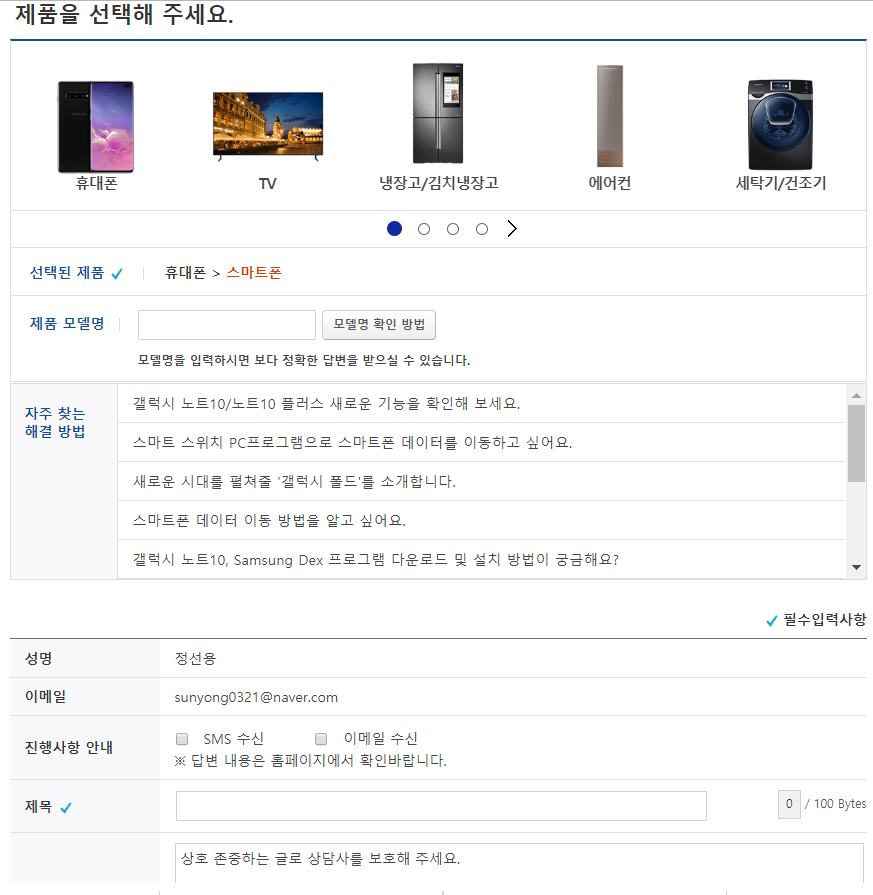 제품을 선택해 주세요.
휴대폰
TV
냉장고/김치냉장고
에어컨
세탁기/건조기
선택된 제품 휴대폰 > 스마트폰
제품 모델명 모델명 확인 방법
모델명을 입력하시면 보다 정확한 답변을 받으실 수 있습니다.
자주 찾는
해결 방법
갤럭시 노트10/노트10 플러스 새로운 기능을 확인해 보세요.
스마트 스위치 PC프로그램으로 스마트폰 데이터를 이동하고 싶어요.
새로운 시대를 펼쳐줄 '갤럭시 폴드'를 소개합니다.
스마트폰 데이터 이동 방법을 알고 싶어요.
갤럭시 노트10, Samsung Dex 프로그램 다운로드 및 설치 방법이 궁금해요?
필수입력사항
성명 정선용
이메일 sunyong0321@naver.com
진행사항 안내 SMS 수신 이메일 수신
※ 답변 내용은 홈페이지에서 확인바랍니다.
제목 0 / 100 Bytes
상호 존중하는 글로 상담사를 보호해 주세요.